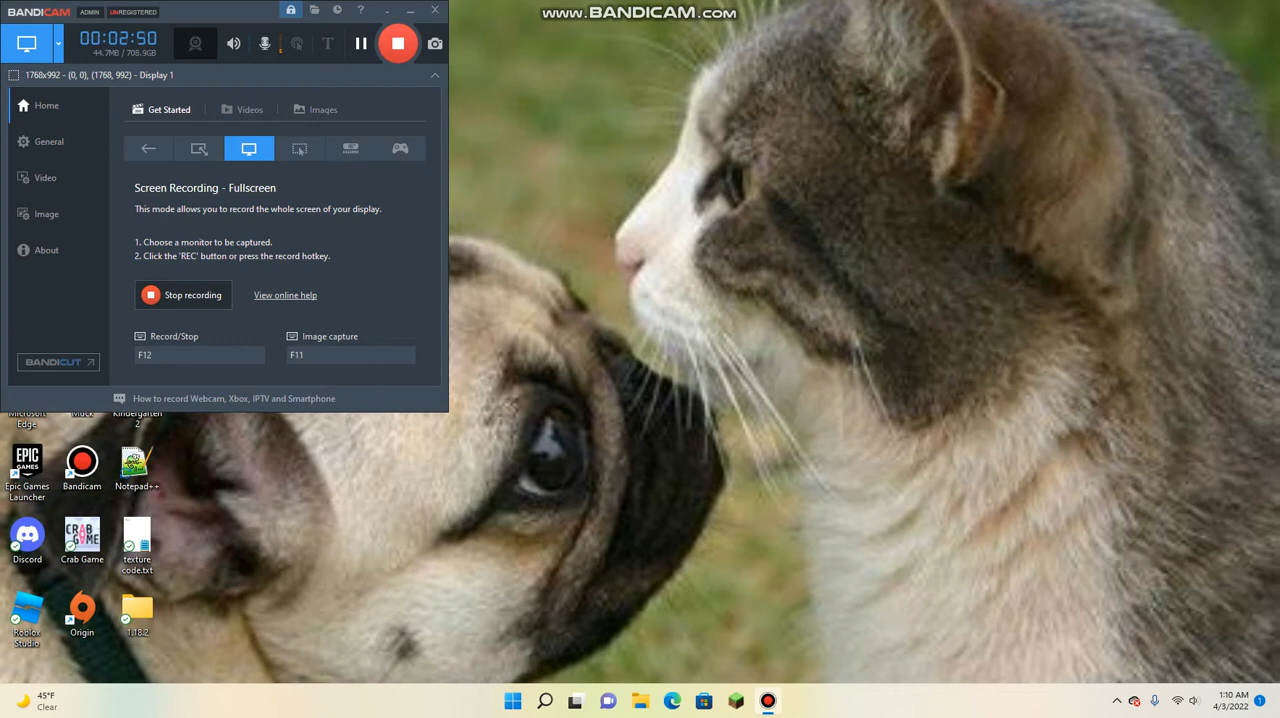 BANDICAM ADMIN UNREGISTERED
www.BANDICAM.com
00:02:50
44.7MB / 708.9GB
1768x992 - (0, 0), (1768, 992) - Display 1
Home
General
Video
Image
About
BANDICUT
Get Started
Videos
Images
Screen Recording - Fullscreen
This mode allows you to record the whole screen of your display.
1. Choose a monitor to be captured.
2. Click the 'REC' button or press the record hotkey.
Stop recording
View online help
Record/Stop
Image capture
F12
F11
How to record Webcam, Xbox, IPTV and Smartphone
Microsoft
Edge
Muck
Kindergarten
2
EPIC
GAMES
Epic Games
Launcher
Bandicam
Notepad++
Discord
CRAB
GAME
Crab Game
texture
code.txt
Roblox
Studio
Origin
1.18.2
45°F
Clear
1:10 AM
4/3/2022
1